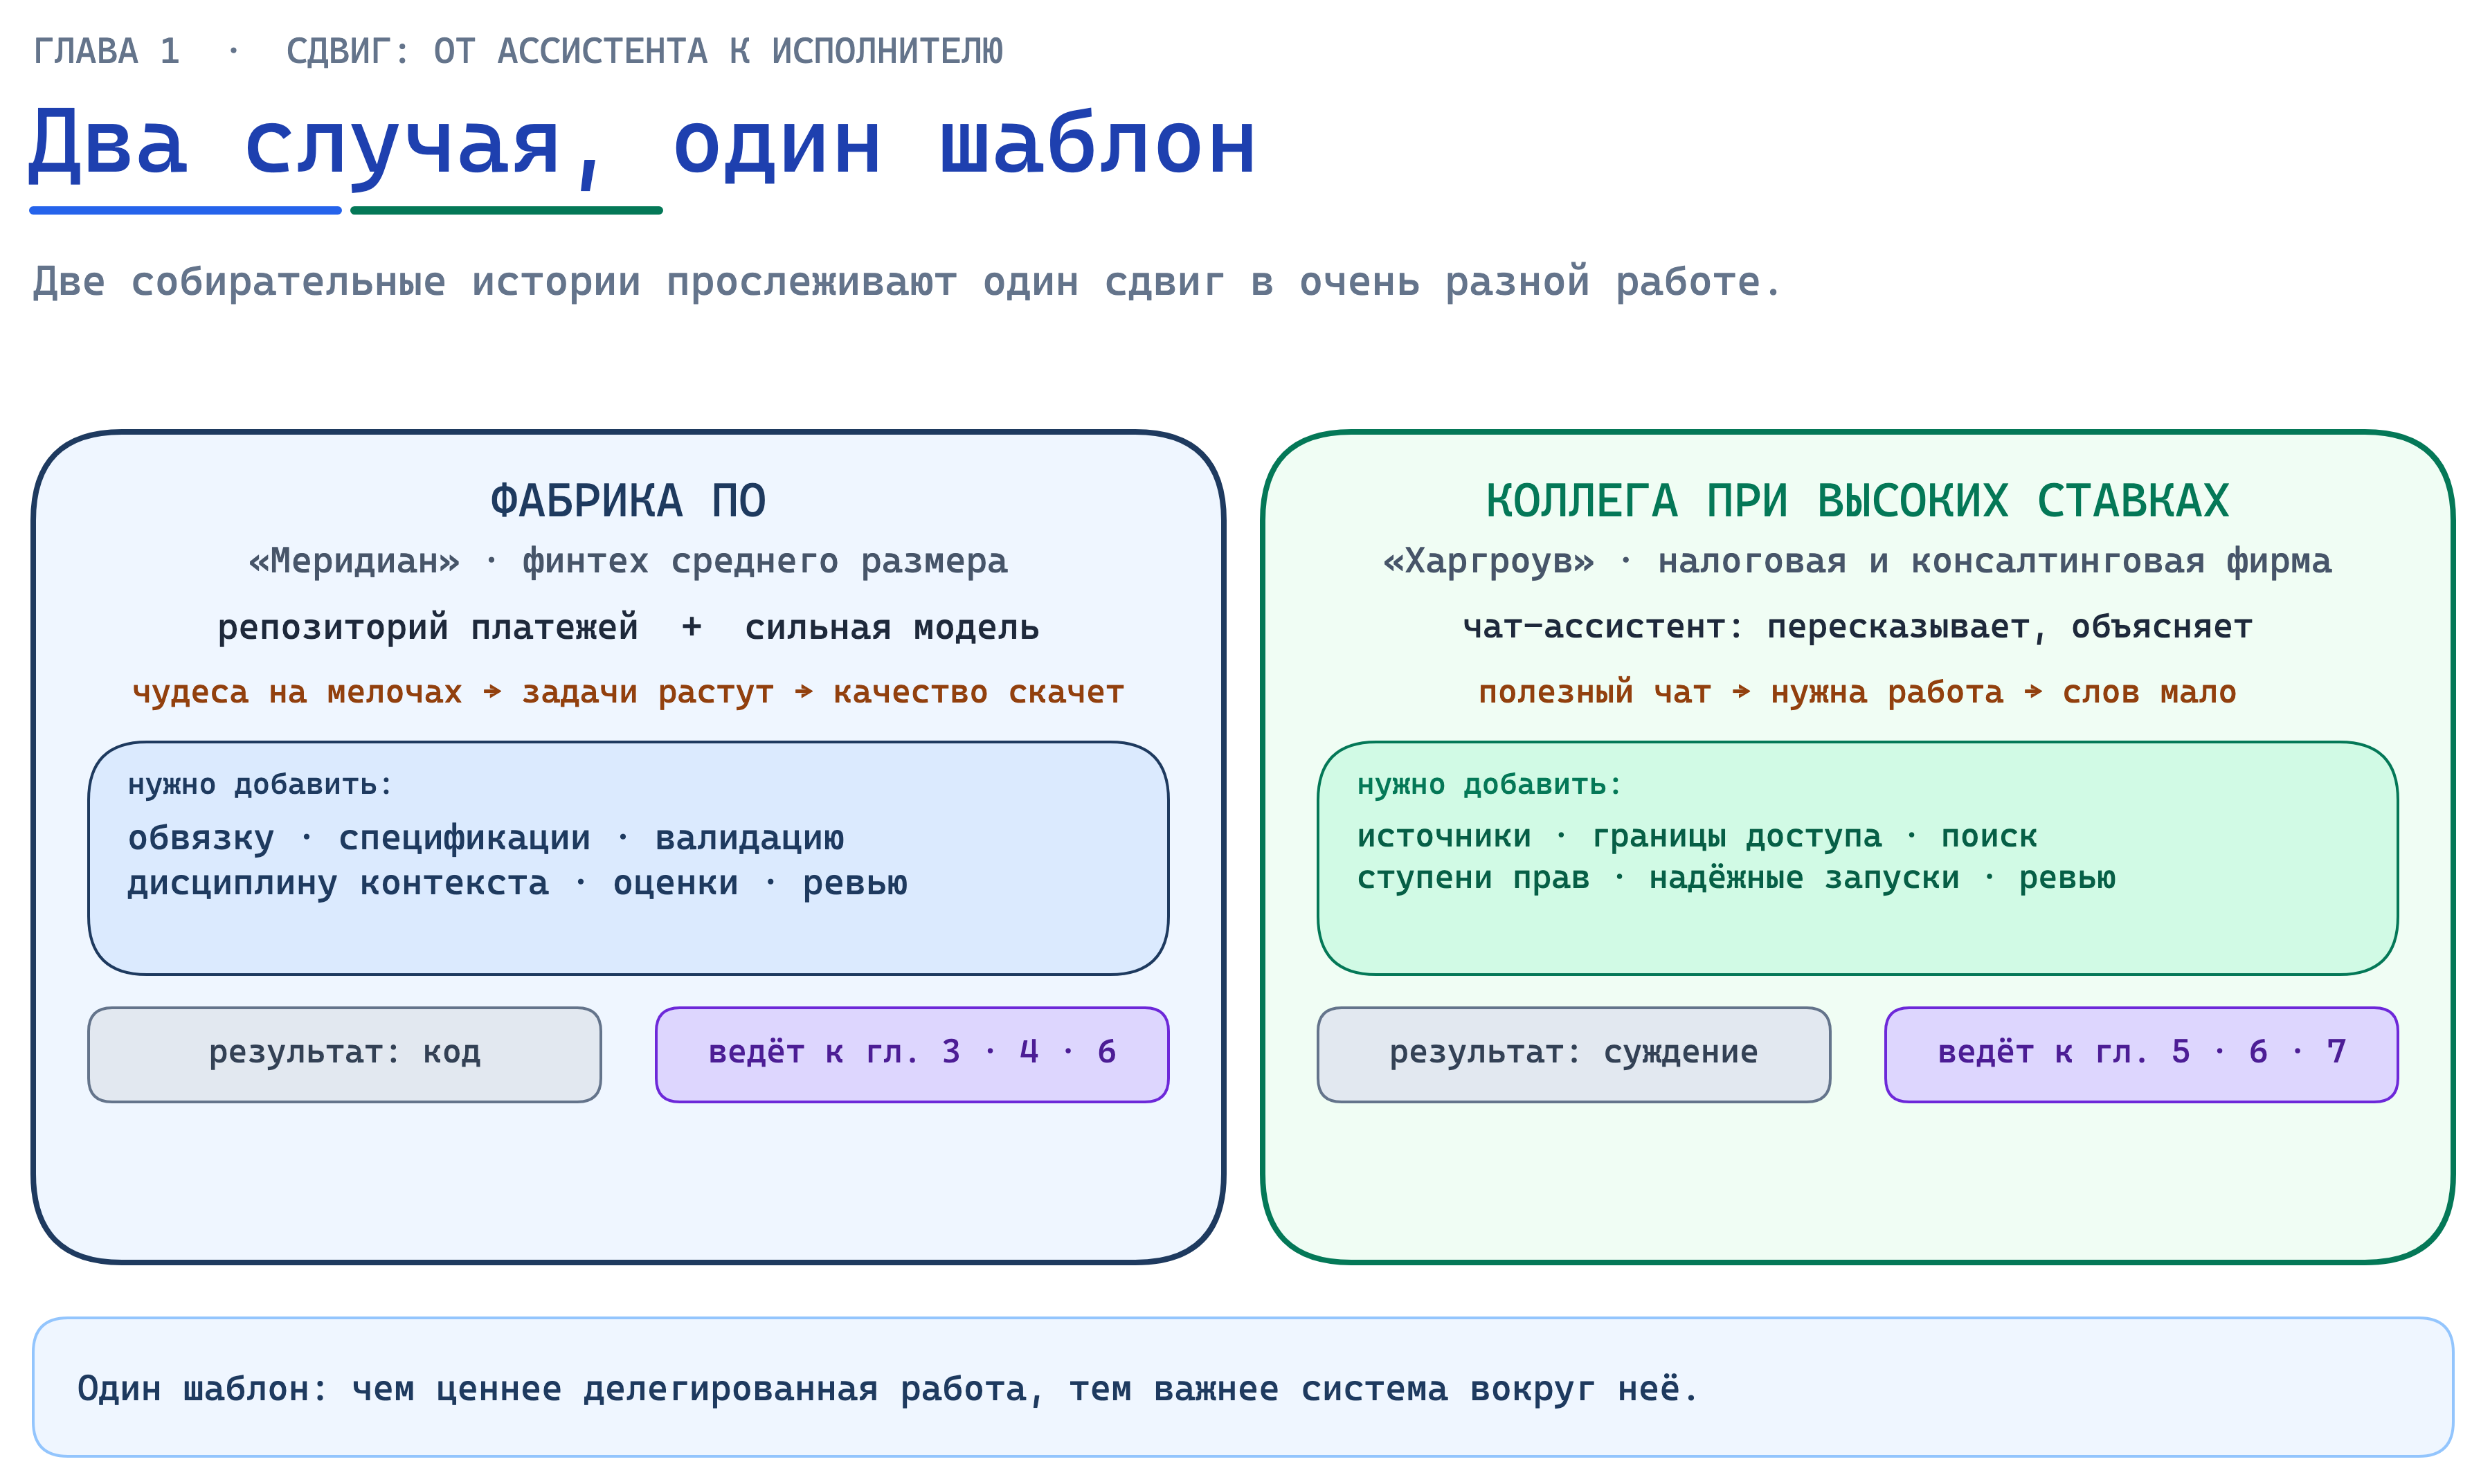 ГЛАВА 1 · СДВИГ: ОТ АССИСТЕНТА К ИСПОЛНИТЕЛЮ
Два случая, один шаблон
Две собирательные истории прослеживают один сдвиг в очень разной работе.
ФАБРИКА ПО
«Меридиан» · финтех среднего размера
репозиторий платежей + сильная модель
чудеса на мелочах → задачи растут → качество скачет
нужно добавить:
обвязку · спецификации · валидацию
дисциплину контекста · оценки · ревью
результат: код
ведёт к гл. 3 · 4 · 6
КОЛЛЕГА ПРИ ВЫСОКИХ СТАВКАХ
«Харгроув» · налоговая и консалтинговая фирма
чат-ассистент: пересказывает, объясняет
полезный чат → нужна работа → слов мало
нужно добавить:
источники · границы доступа · поиск
ступени прав · надёжные запуски · ревью
результат: суждение
ведёт к гл. 5 · 6 · 7
Один шаблон: чем ценнее делегированная работа, тем важнее система вокруг неё.